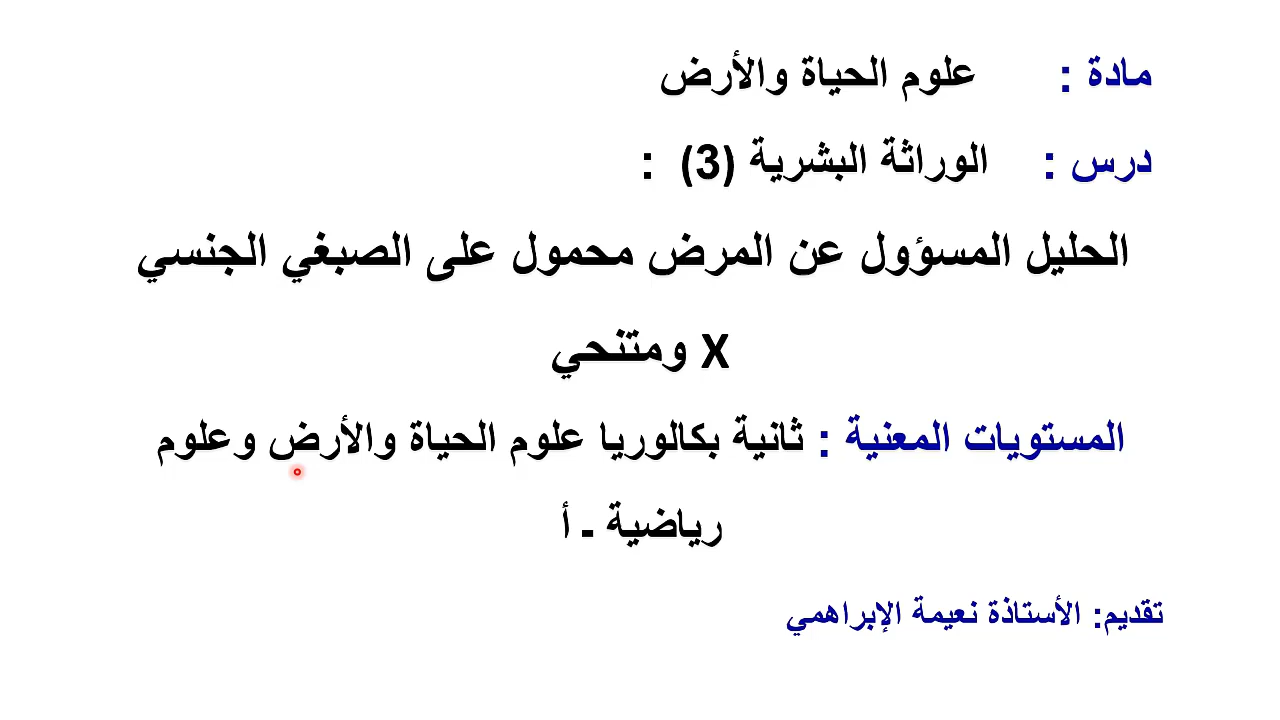 مادة : علوم الحياة والأرض
درس : الوراثة البشرية (3) :
الحليل المسؤول عن المرض محمول على الصبغي الجنسي
X ومتنحي
المستويات المعنية : ثانية بكالوريا علوم الحياة والأرض وعلوم
رياضية - أ
تقديم: الأستاذة نعيمة الإبراهمي